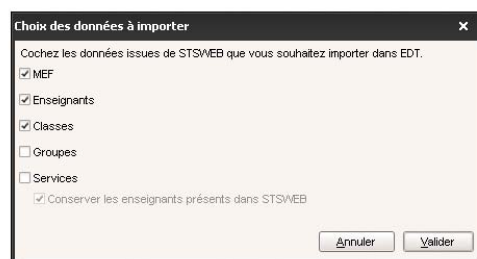 Choix des données à importer
Cochez les données issues de STSWEB que vous souhaitez importer dans EDT.
MEF
Enseignants
Classes
Groupes
Services
Conserver les enseignants présents dans STSWEB
Annuler Valider